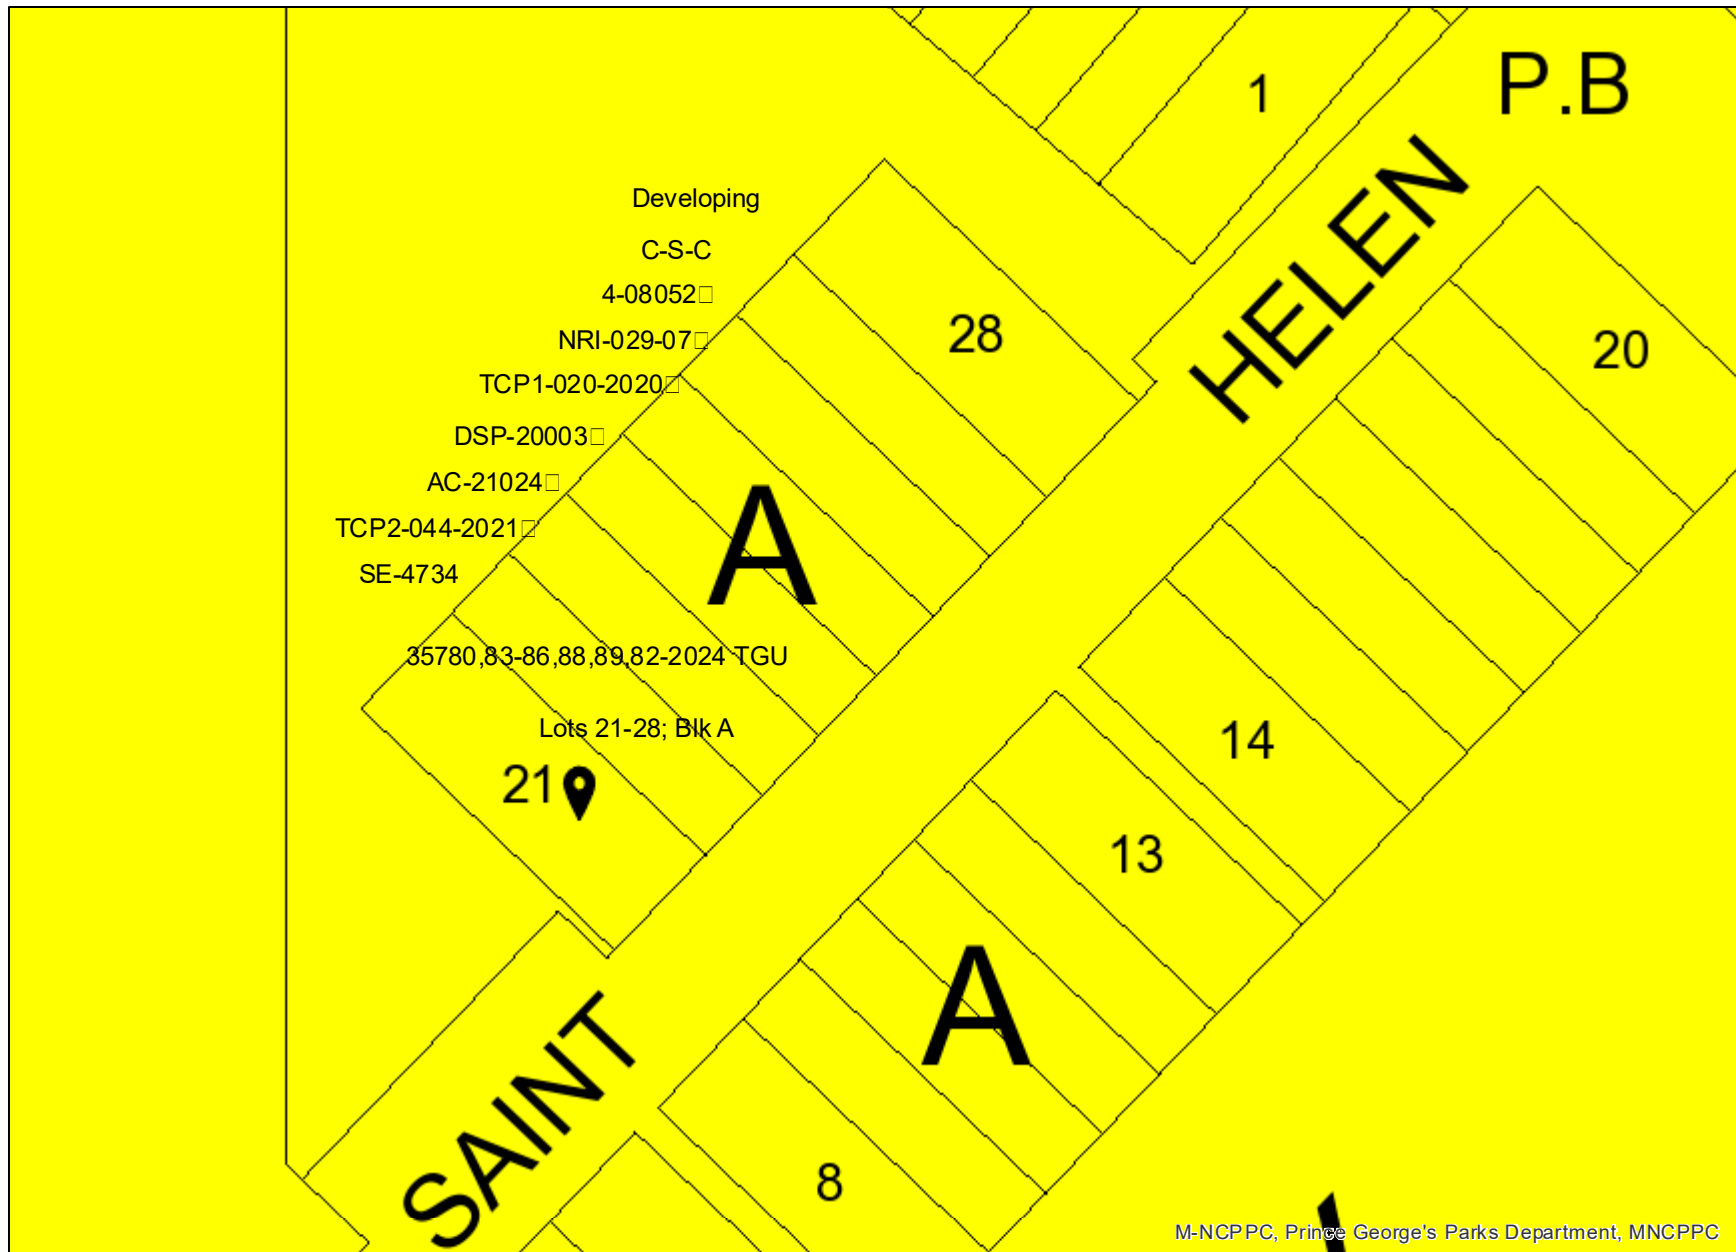 P.B
1
HELEN
Developing
C-S-C
4-08052
NRI-029-07
TCP1-020-2020
DSP-20003
AC-21024
TCP2-044-2021
SE-4734
28
20
A
35780,83-86,88,89,82-2024 TGU
Lots 21-28; Blk A
21
14
13
A
SAINT
8
M-NCPPC, Prince George's Parks Department, MNCPPC